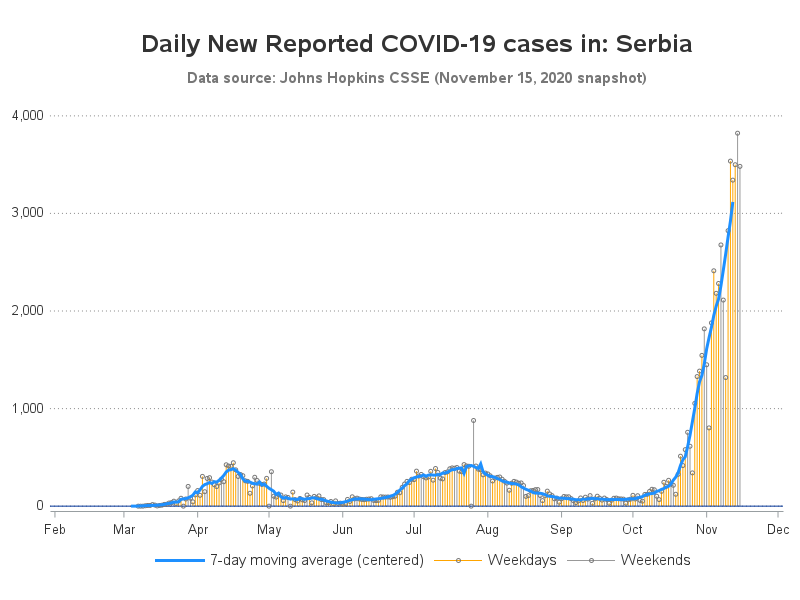 Daily New Reported COVID-19 cases in: Serbia
Data source: Johns Hopkins CSSE (November 15, 2020 snapshot)
4,000
3,000
2,000
1,000
0
Feb Mar Apr May Jun Jul Aug Sep Oct Nov Dec
7-day moving average (centered) Weekdays Weekends